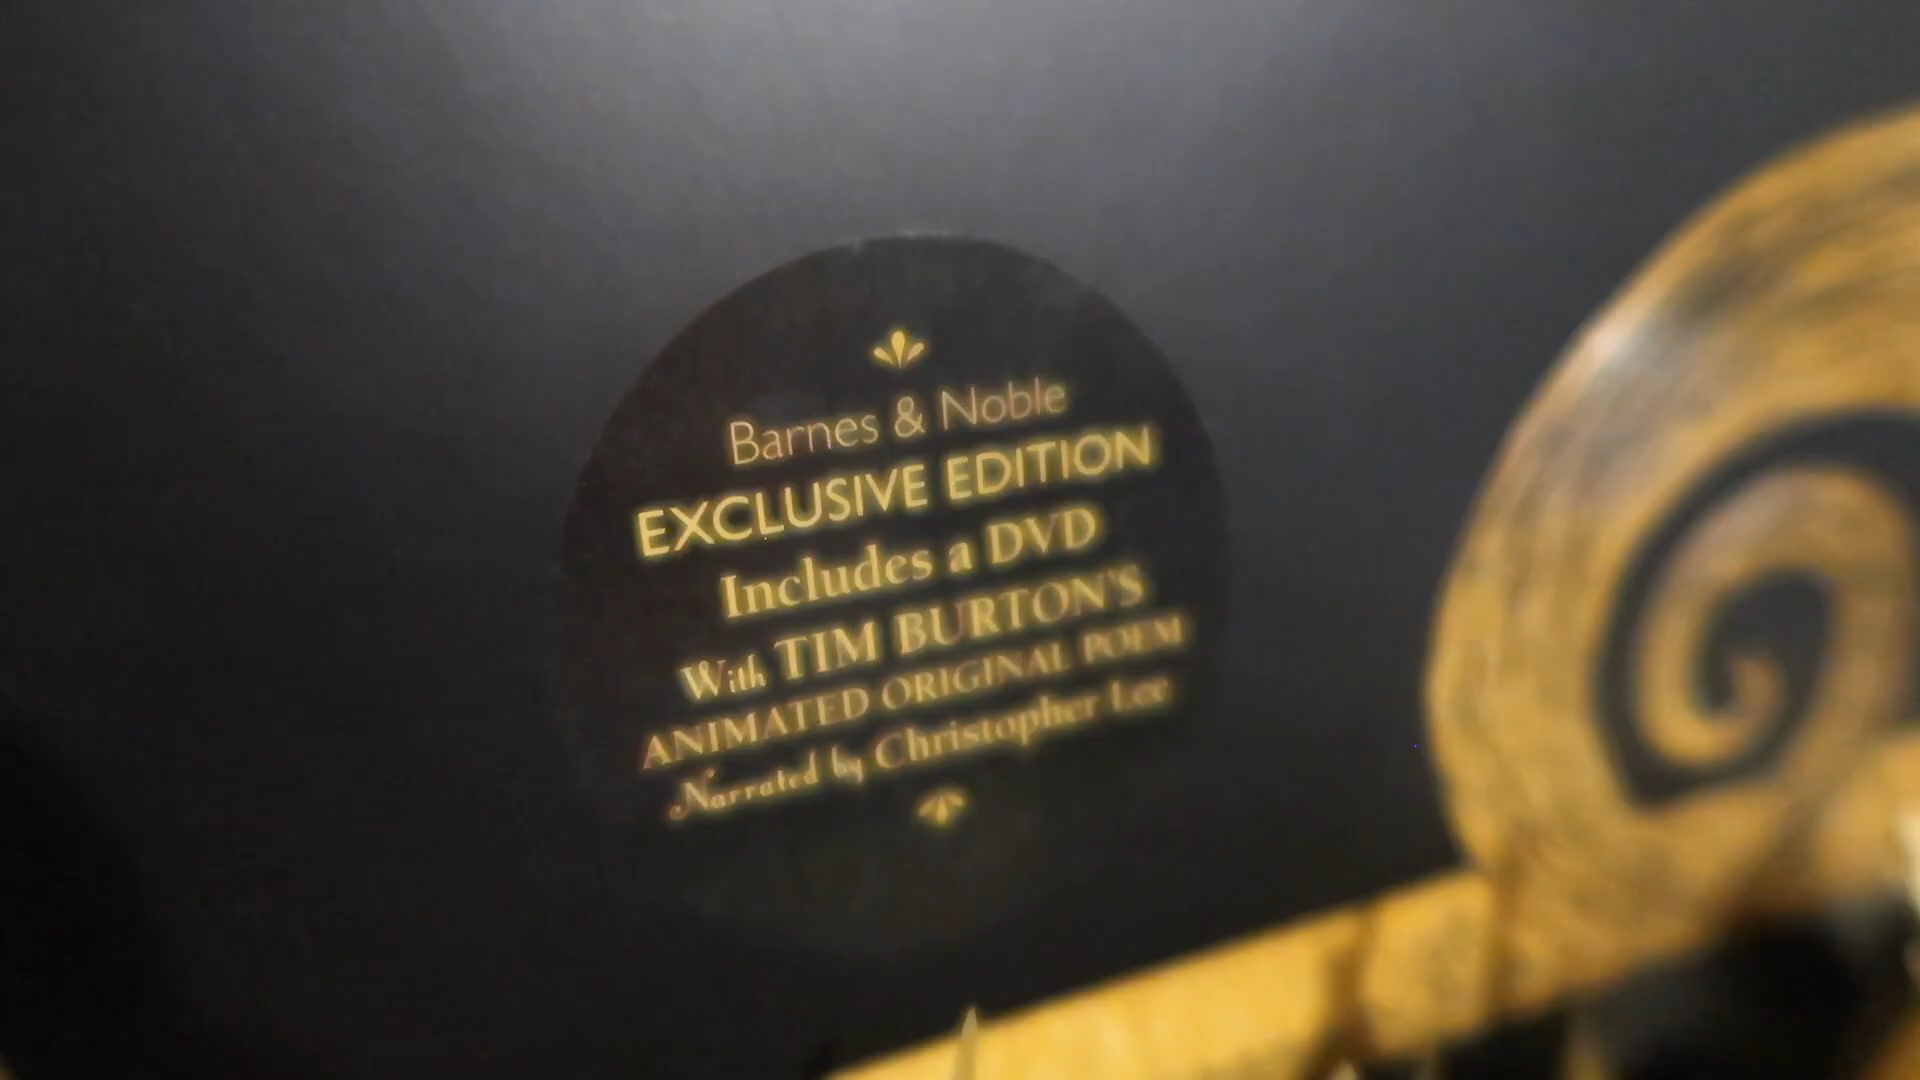 Barnes & Noble
EXCLUSIVE EDITION
Includes a DVD
With TIM BURTON'S
ANIMATED ORIGINAL POEM
Narrated by Christopher Lee